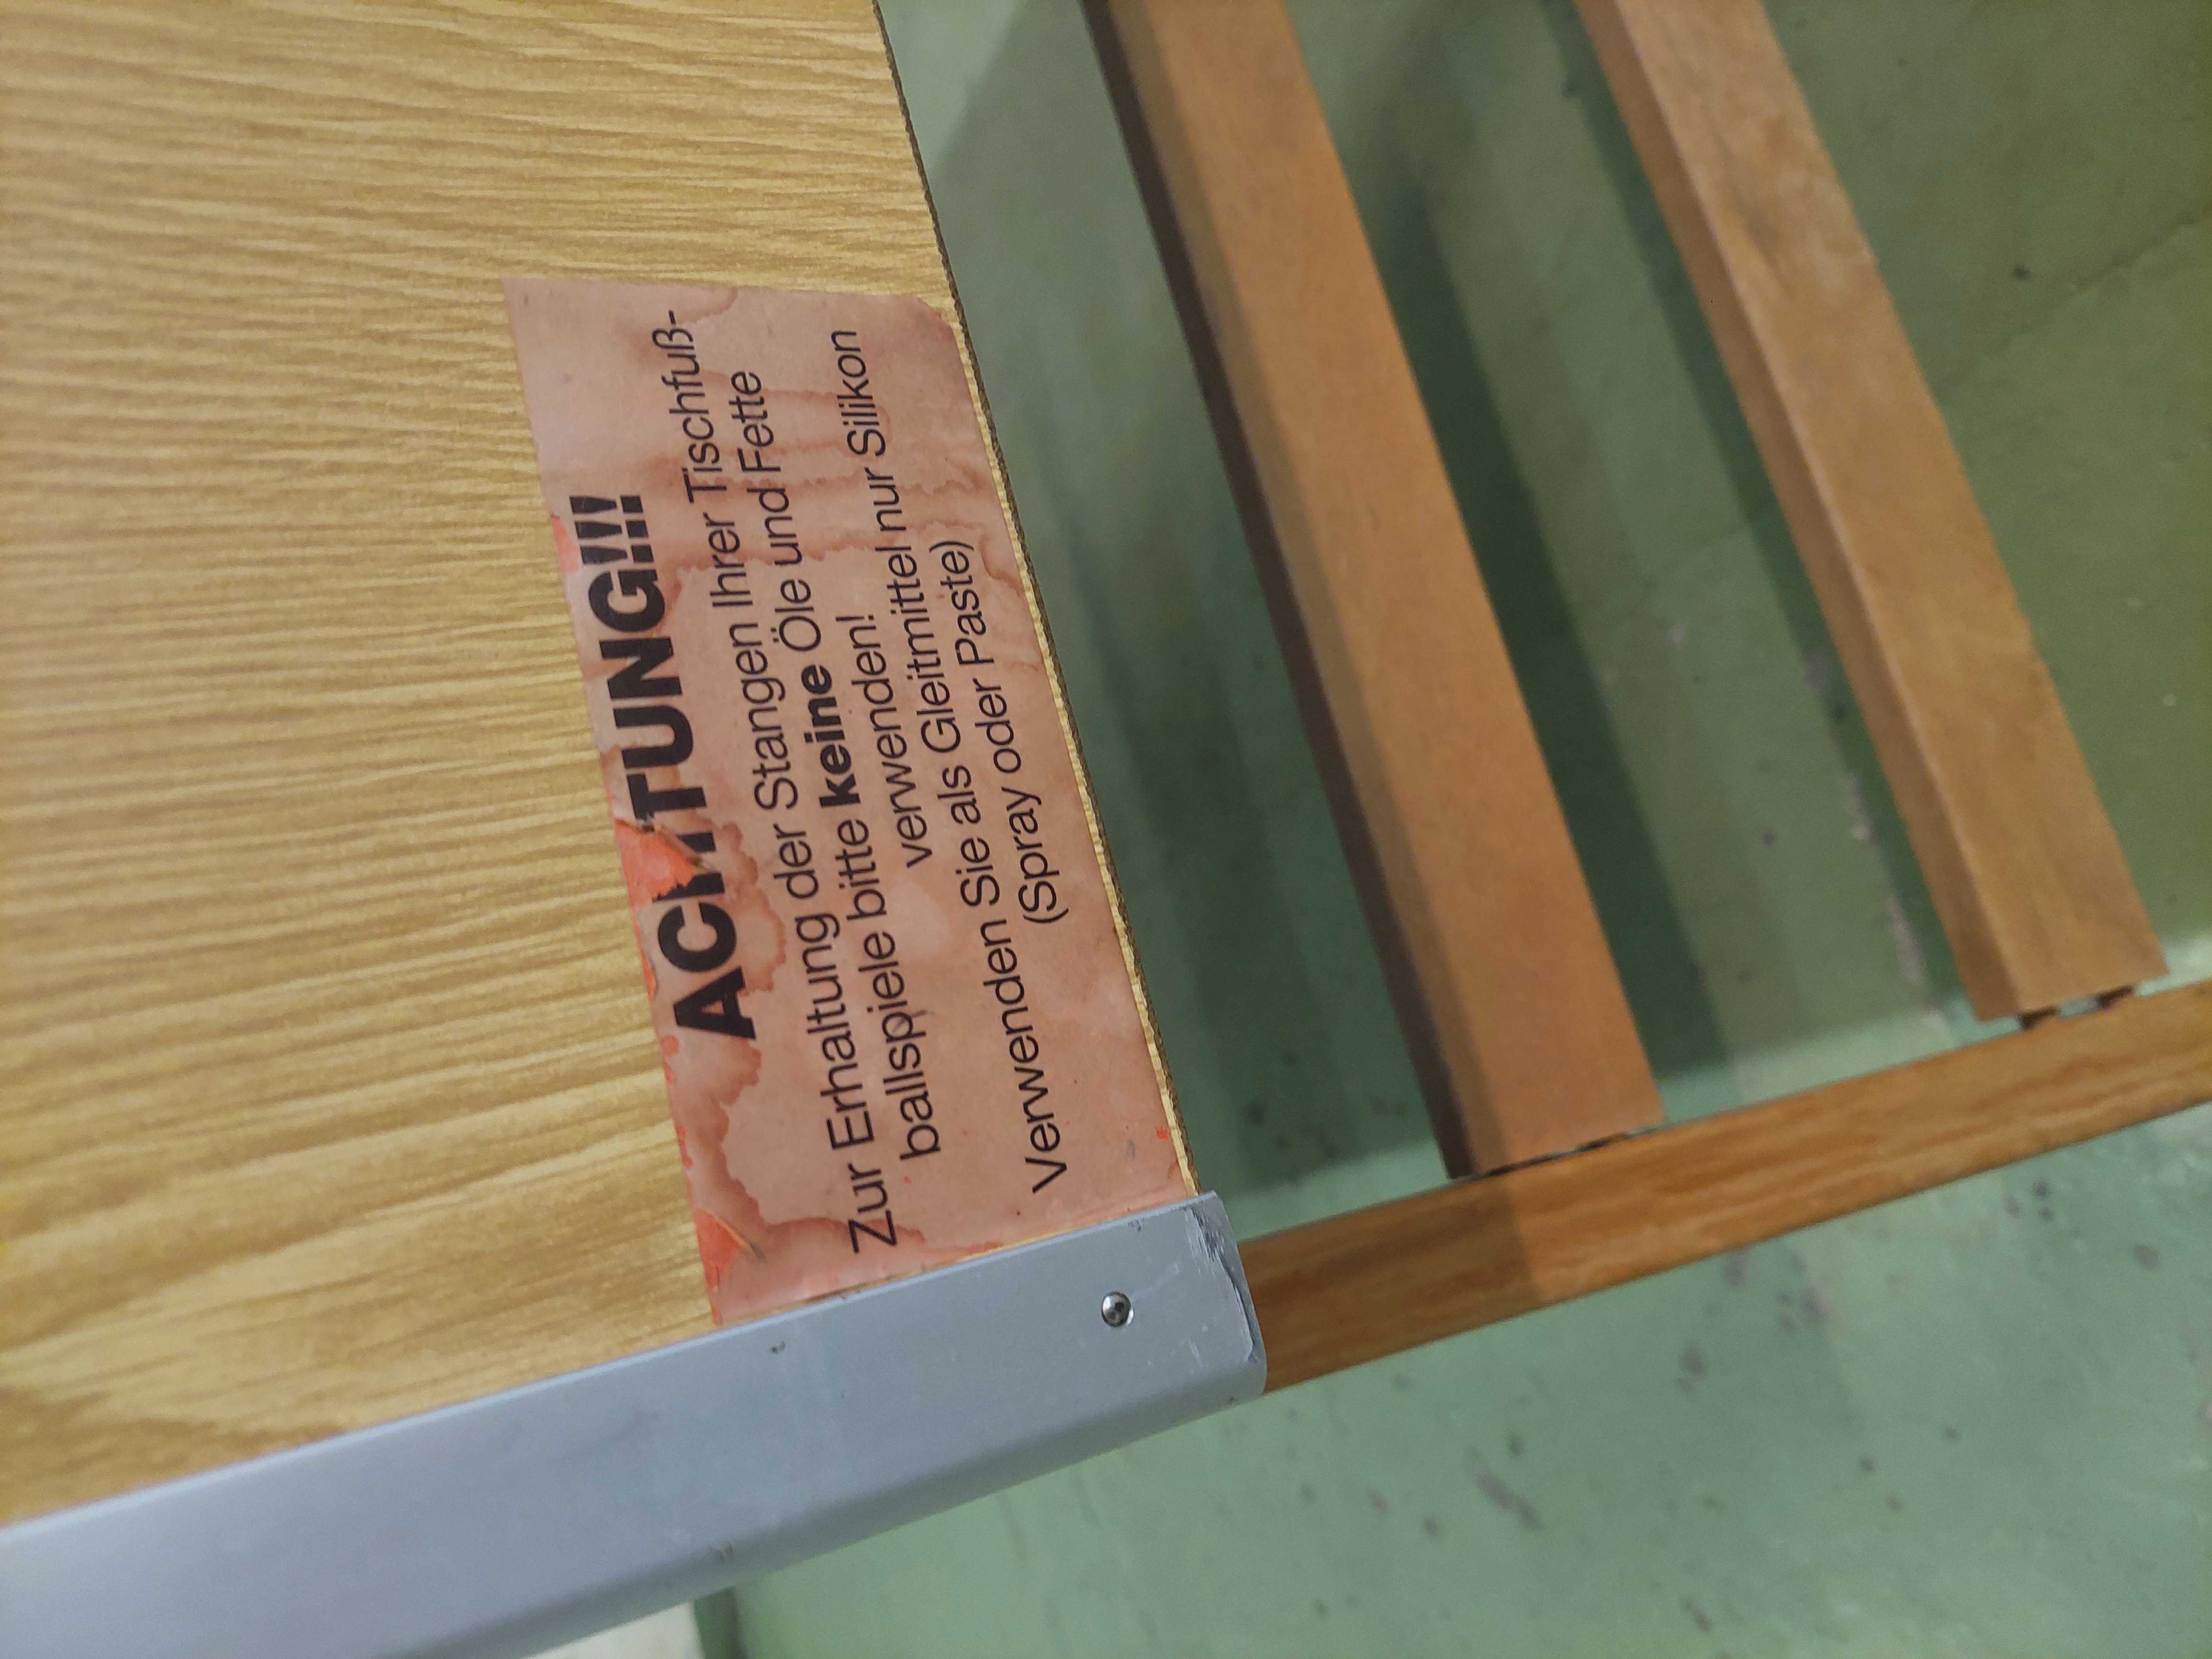 ACHTUNG!!!
Zur Erhaltung der Stangen Ihrer Tischfuß-
ballspiele bitte keine Öle und Fette
verwenden!
Verwenden Sie als Gleitmittel nur Silikon
(Spray oder Paste)